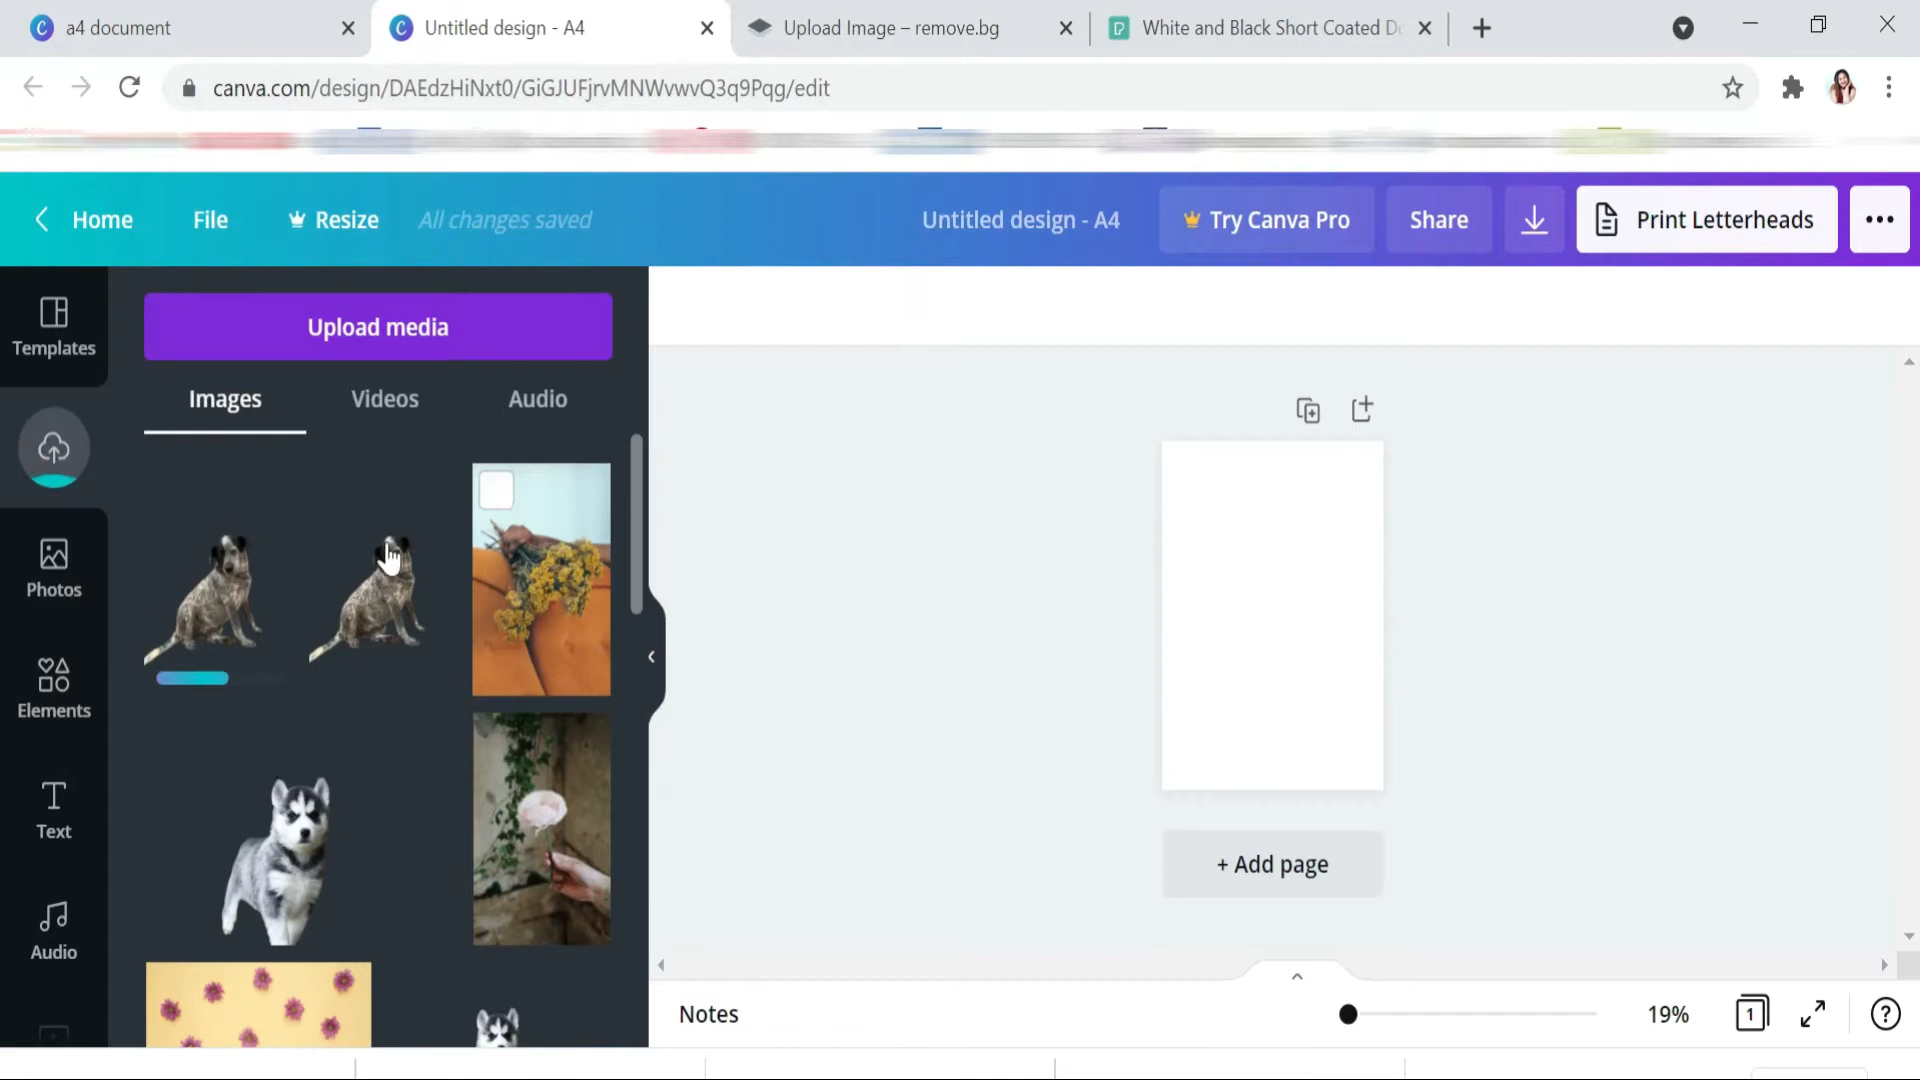 a4 document
Untitled design - A4
Upload Image – remove.bg
White and Black Short Coated Do
canva.com/design/DAEdzHiNxt0/GiGJUFjrvMNWvwvQ3q9Pqg/edit
Home
File
Resize
All changes saved
Untitled design - A4
Try Canva Pro
Share
Print Letterheads
Templates
Upload media
Images
Videos
Audio
Photos
Elements
Text
Audio
+ Add page
Notes
19%
1
?